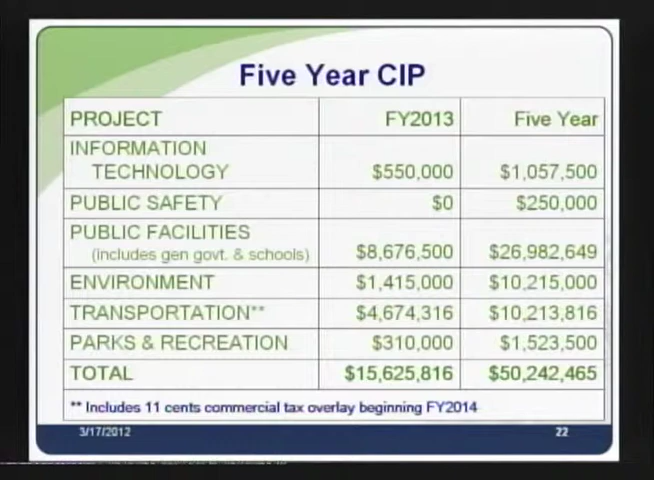 Five Year CIP
PROJECT FY2013 Five Year
INFORMATION
TECHNOLOGY $550,000 $1,057,500
PUBLIC SAFETY $0 $250,000
PUBLIC FACILITIES
(includes gen govt. & schools) $8,676,500 $26,982,649
ENVIRONMENT $1,415,000 $10,215,000
TRANSPORTATION** $4,674,316 $10,213,816
PARKS & RECREATION $310,000 $1,523,500
TOTAL $15,625,816 $50,242,465
** Includes 11 cents commercial tax overlay beginning FY2014
3/17/2012 22